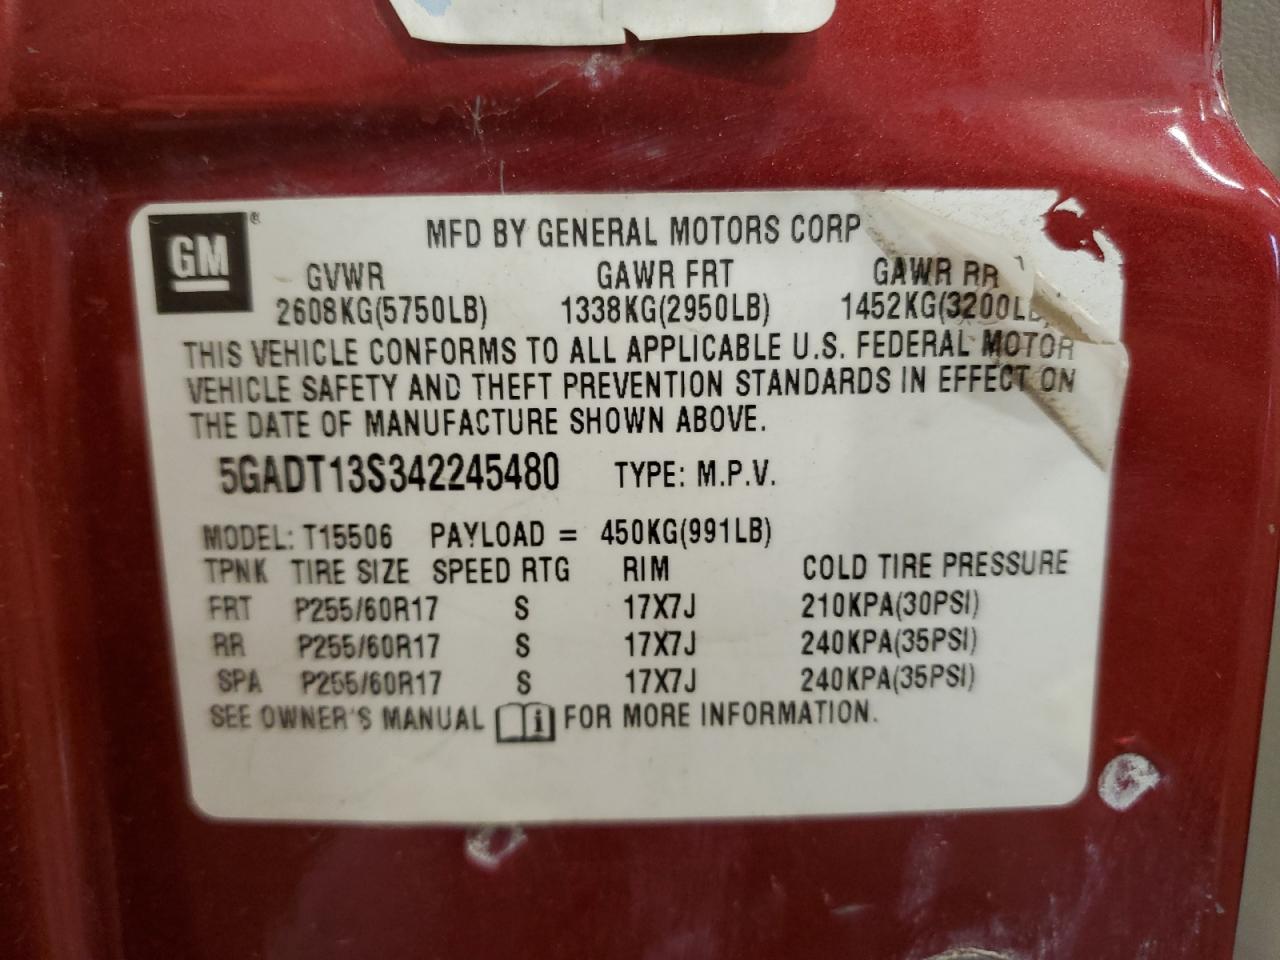 GM® MFD BY GENERAL MOTORS CORP
GVWR GAWR FRT GAWR RR
2608KG(5750LB) 1338KG(2950LB) 1452KG(3200LB)
THIS VEHICLE CONFORMS TO ALL APPLICABLE U.S. FEDERAL MOTOR
VEHICLE SAFETY AND THEFT PREVENTION STANDARDS IN EFFECT ON
THE DATE OF MANUFACTURE SHOWN ABOVE.
5GADT13S342245480 TYPE: M.P.V.
MODEL: T15506 PAYLOAD = 450KG(991LB)
TPNK TIRE SIZE SPEED RTG RIM COLD TIRE PRESSURE
FRT P255/60R17 S 17X7J 210KPA(30PSI)
RR P255/60R17 S 17X7J 240KPA(35PSI)
SPA P255/60R17 S 17X7J 240KPA(35PSI)
SEE OWNER'S MANUAL i FOR MORE INFORMATION.